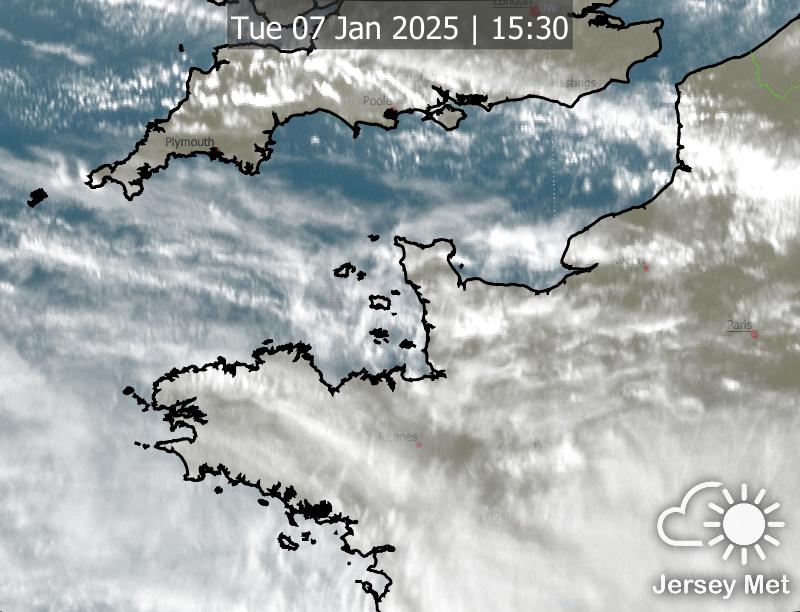 London
Tue 07 Jan 2025 | 15:30
Hastings
Poole
Plymouth
Paris
Rennes
Jersey Met